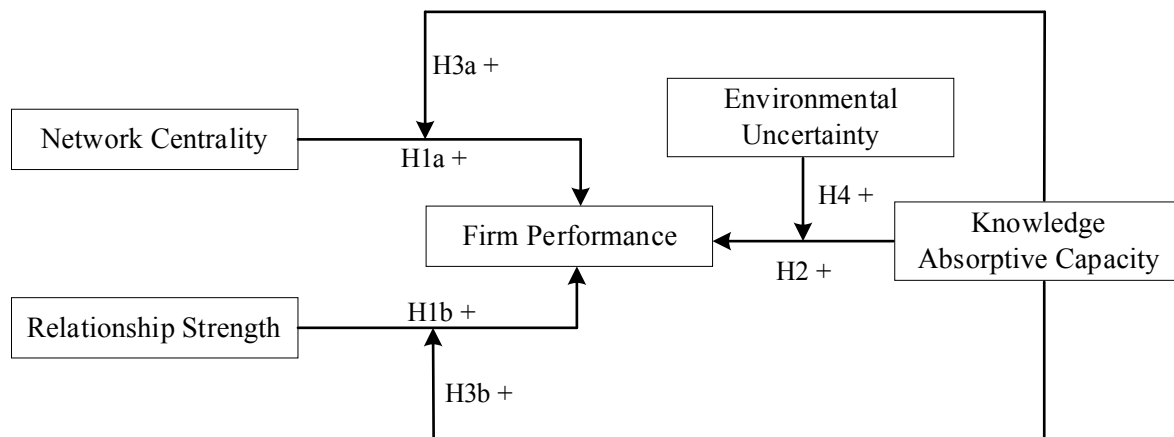 H3a +
Environmental
Uncertainty
Network Centrality
H1a +
H4 +
Firm Performance
Knowledge
Absorptive Capacity
H2 +
Relationship Strength
H1b +
H3b +